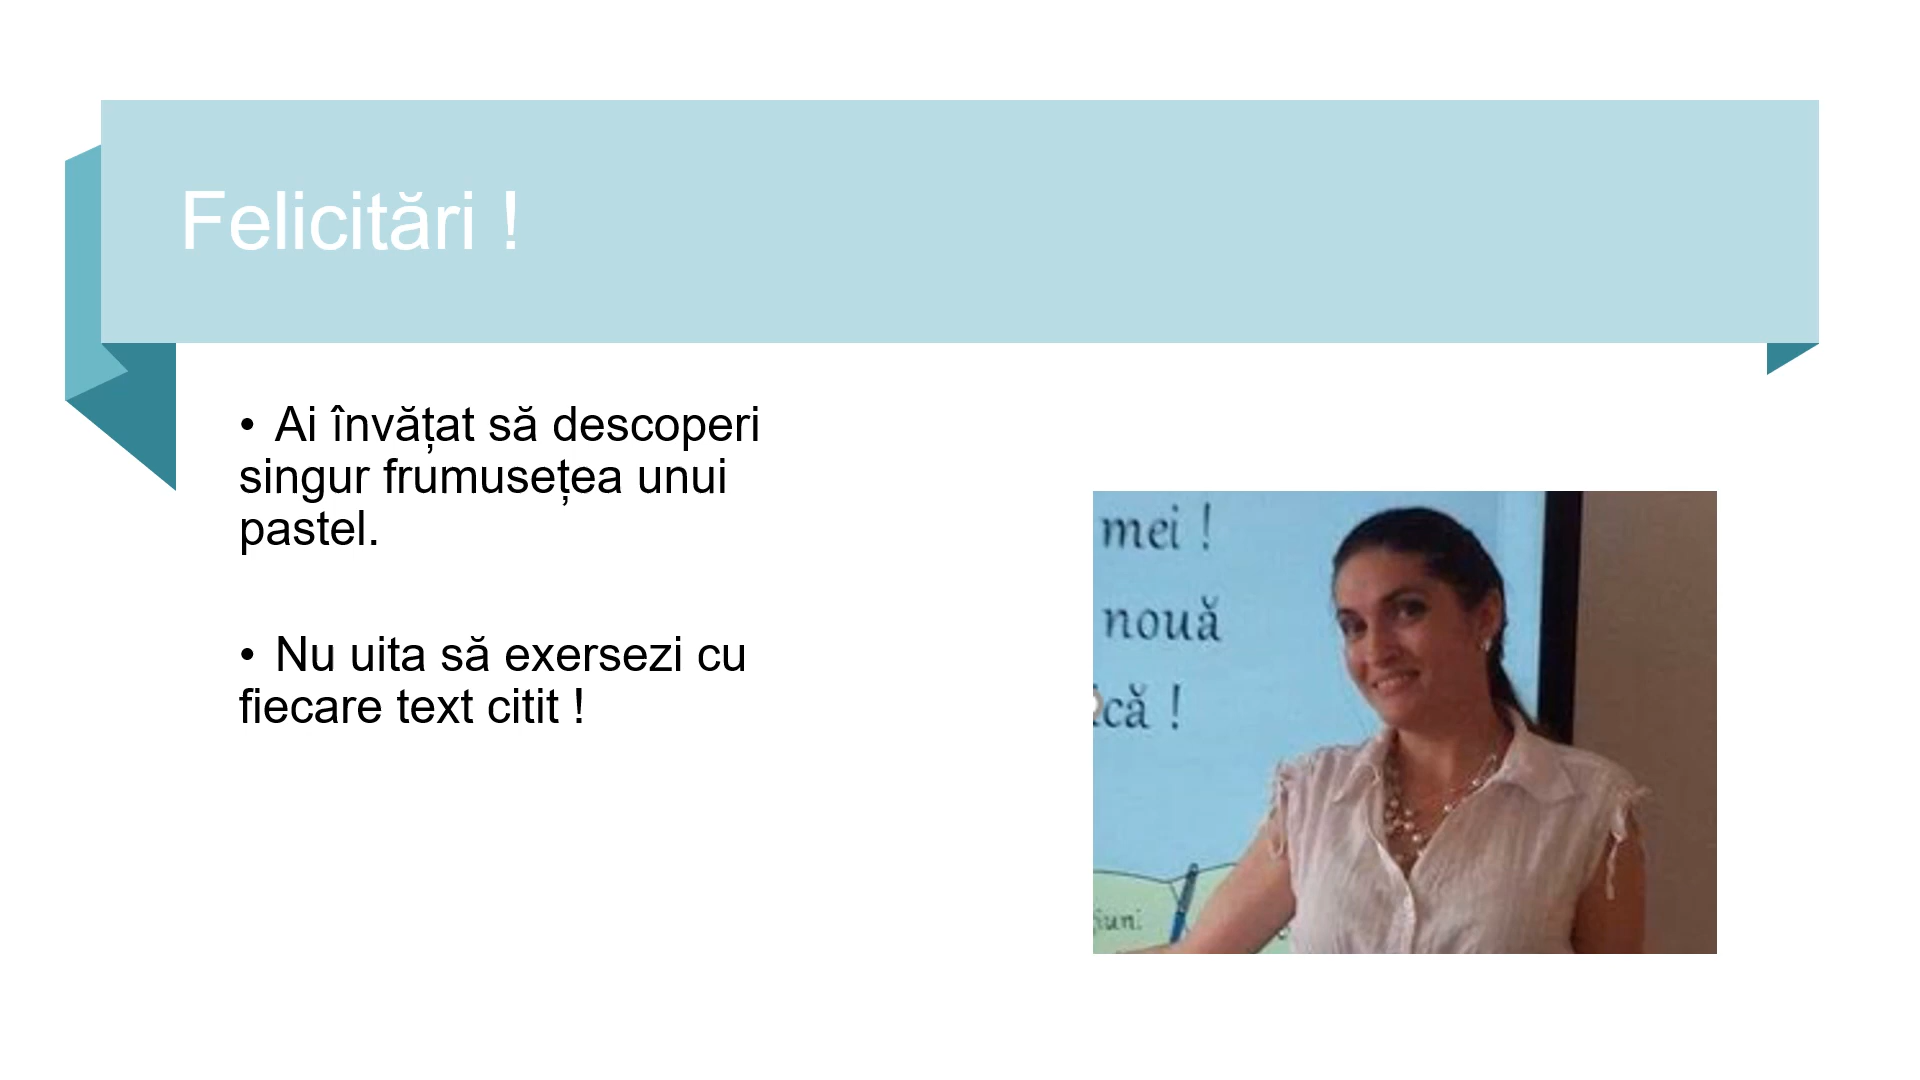 Felicitări !
• Ai învățat să descoperi
singur frumusețea unui
pastel.
• Nu uita să exersezi cu
fiecare text citit !
mei !
nouă
că !